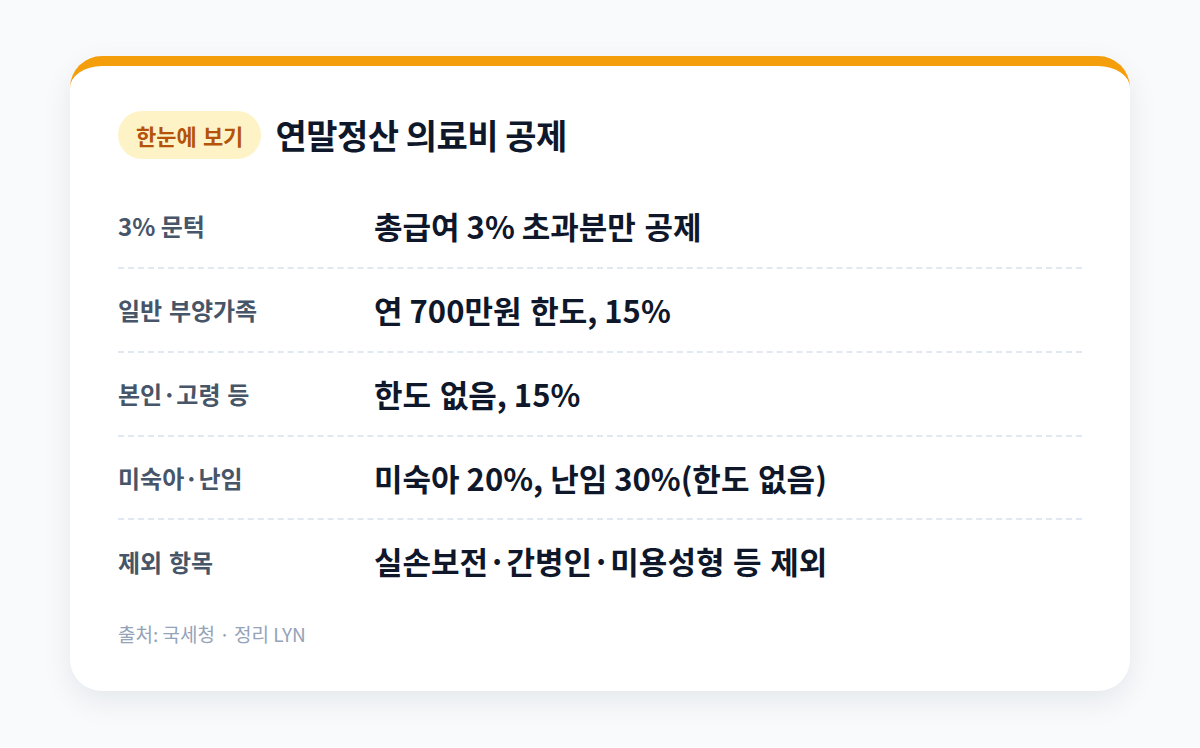 한눈에 보기 연말정산 의료비 공제
3% 문턱 총급여 3% 초과분만 공제
일반 부양가족 연 700만원 한도, 15%
본인·고령 등 한도 없음, 15%
미숙아·난임 미숙아 20%, 난임 30%(한도 없음)
제외 항목 실손보전·간병인·미용성형 등 제외
출처: 국세청 · 정리 LYN